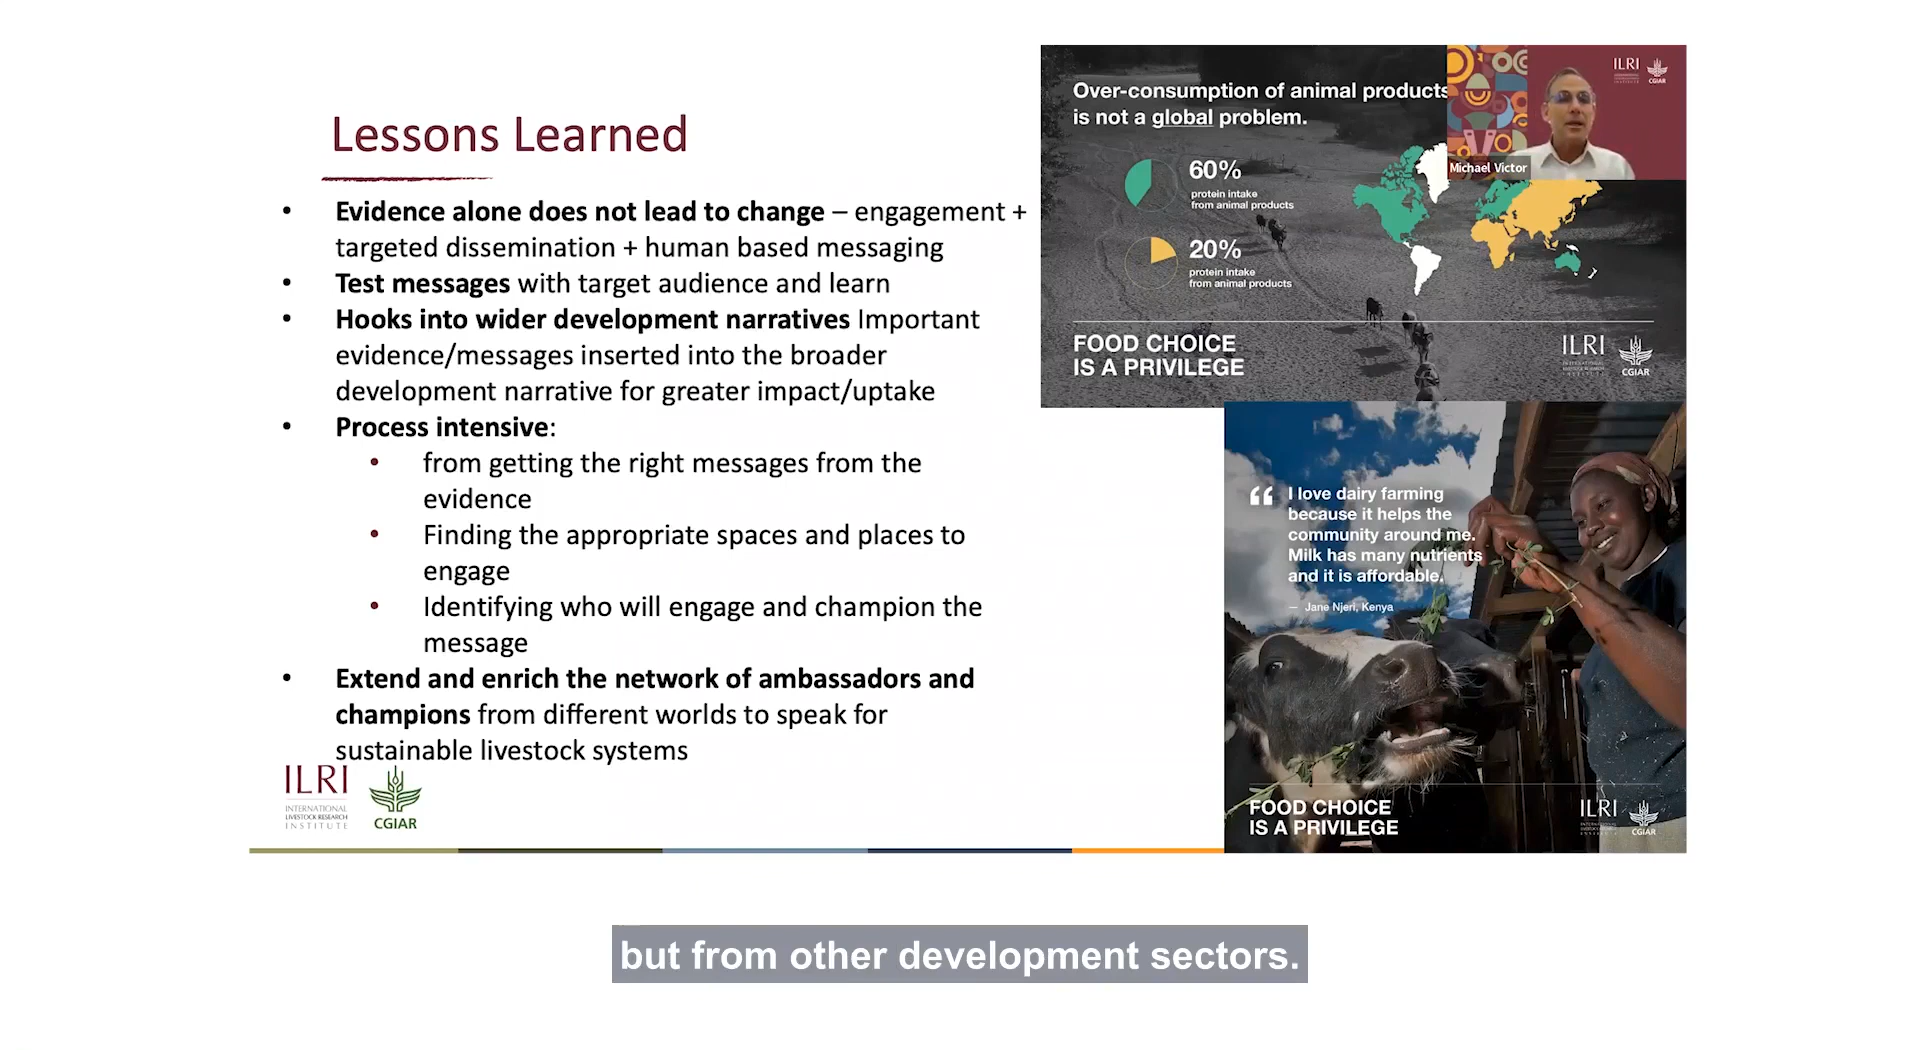 Lessons Learned
• Evidence alone does not lead to change – engagement +
targeted dissemination + human based messaging
• Test messages with target audience and learn
• Hooks into wider development narratives Important
evidence/messages inserted into the broader
development narrative for greater impact/uptake
• Process intensive:
• from getting the right messages from the
evidence
• Finding the appropriate spaces and places to
engage
• Identifying who will engage and champion the
message
• Extend and enrich the network of ambassadors and
champions from different worlds to speak for
sustainable livestock systems
ILRI
INTERNATIONAL
LIVESTOCK RESEARCH
INSTITUTE
CGIAR
Over-consumption of animal products
is not a global problem.
60%
protein intake
from animal products
20%
protein intake
from animal products
FOOD CHOICE
IS A PRIVILEGE
ILRI
CGIAR
ILRI
CGIAR
Michael Victor
“ I love dairy farming
because it helps the
community around me.
Milk has many nutrients
and it is affordable.
— Jane Njeri, Kenya
FOOD CHOICE
IS A PRIVILEGE
ILRI
CGIAR
but from other development sectors.